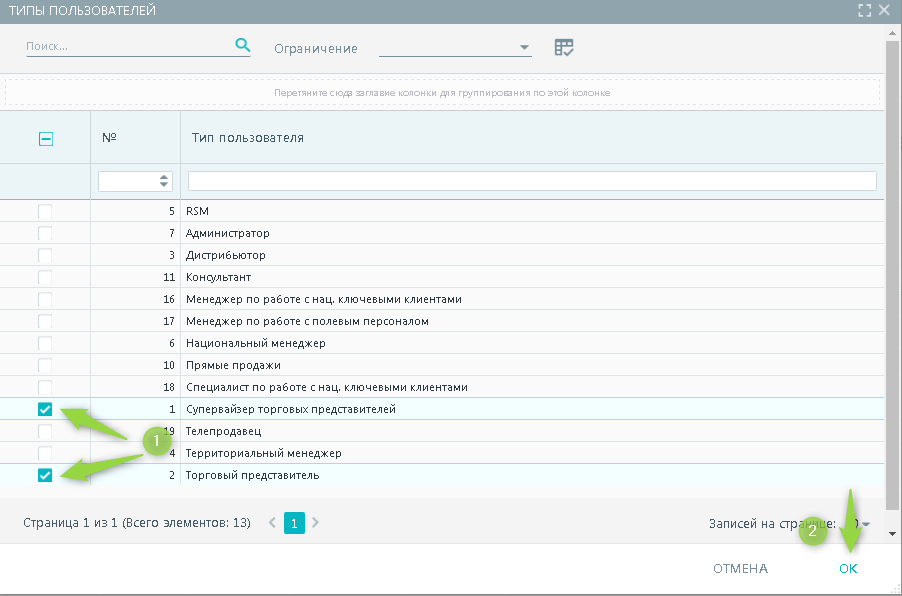 ТИПЫ ПОЛЬЗОВАТЕЛЕЙ
Поиск...
Ограничение
Перетяните сюда заглавие колонки для группирования по этой колонке
№ Тип пользователя
5 RSM
7 Администратор
3 Дистрибьютор
11 Консультант
16 Менеджер по работе с нац. ключевыми клиентами
17 Менеджер по работе с полевым персоналом
6 Национальный менеджер
10 Прямые продажи
18 Специалист по работе с нац. ключевыми клиентами
1 Супервайзер торговых представителей
1
19 Телепродавец
4 Территориальный менеджер
2 Торговый представитель
Страница 1 из 1 (Всего элементов: 13) 1 Записей на странице:
2
ОТМЕНА ОК